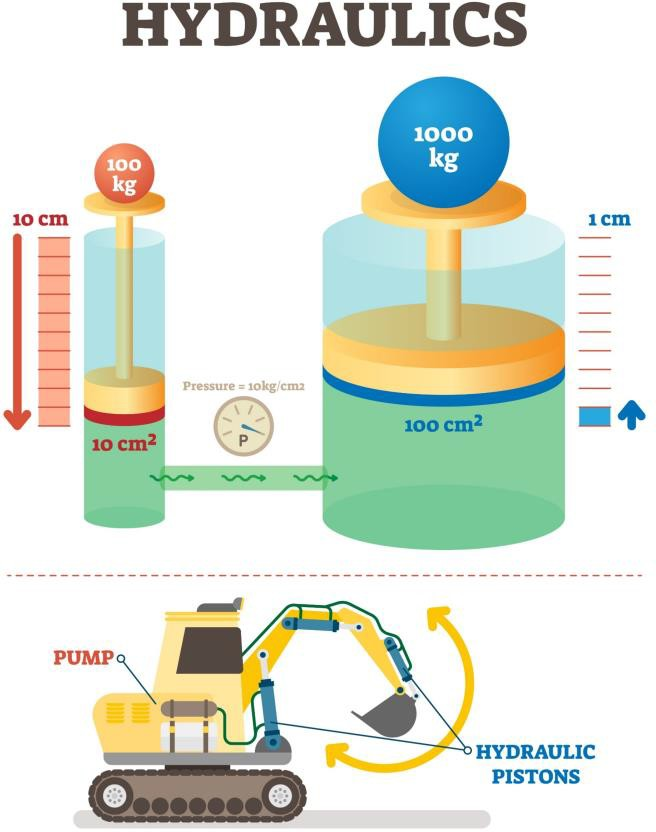 HYDRAULICS
1000
kg
100
kg
10 cm
1 cm
Pressure = 10kg/cm2
P
10 cm²
100 cm²
PUMP
HYDRAULIC
PISTONS